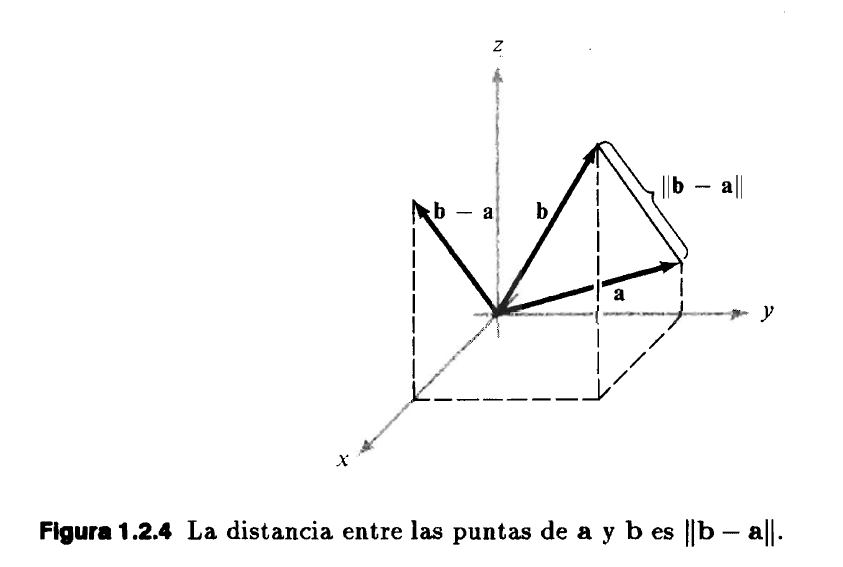 z
‖b − a‖
b − a
b
a
y
x
Figura 1.2.4 La distancia entre las puntas de a y b es ‖b − a‖.